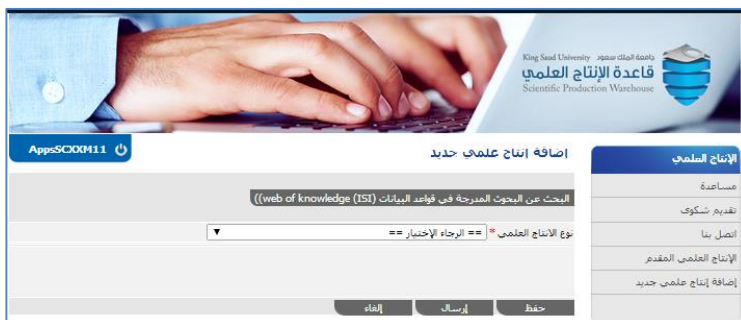 King Saud University جامعة الملك سعود
قاعدة الإنتاج العلمي
Scientific Production Warehouse
AppsSCXXM11
إضافة إنتاج علمي جديد
الإنتاج العلمي
مساعدة
تقديم شكوى
اتصل بنا
الإنتاج العلمي المقدم
إضافة إنتاج علمي جديد
البحث عن البحوث المدرجة في قواعد البيانات (web of knowledge (ISI))
نوع الانتاج العلمي * == الرجاء الإختيار ==
حفظ إرسال إلغاء